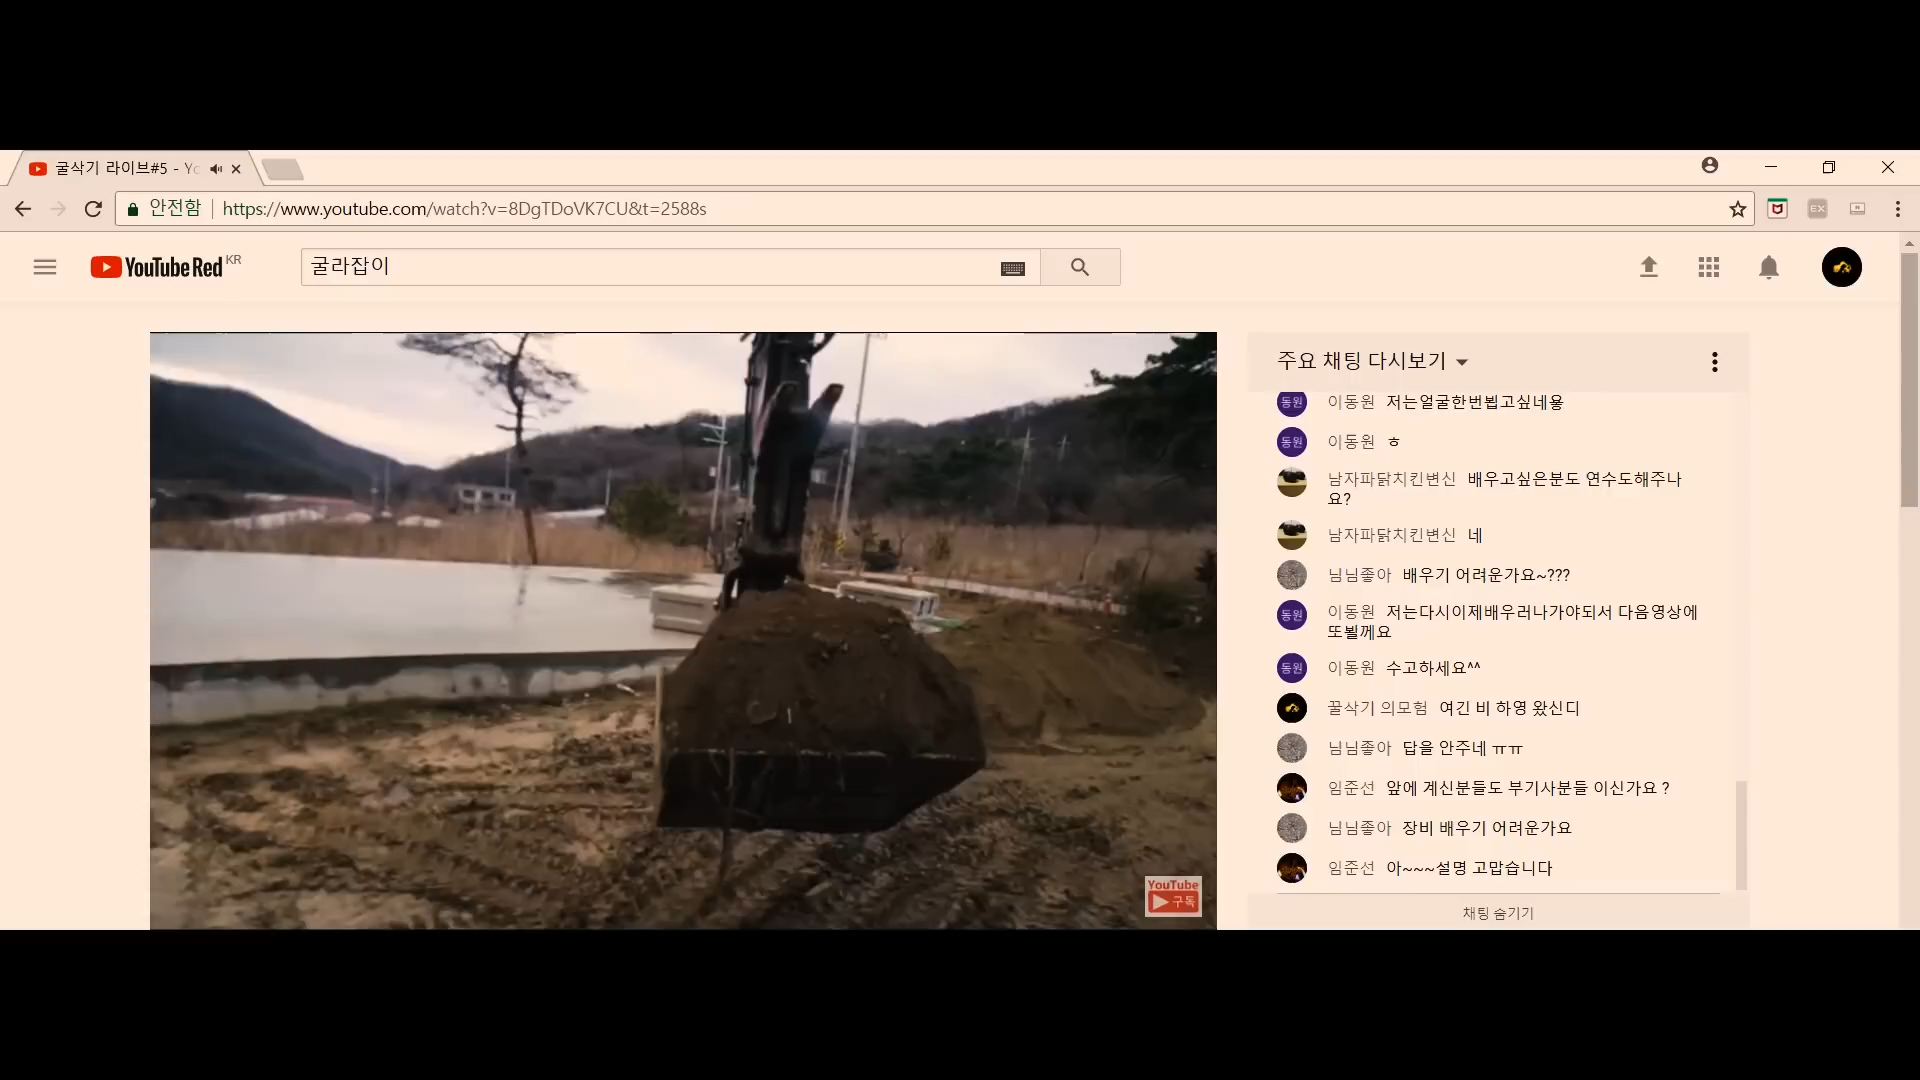 굴삭기 라이브#5 - Yo
안전함 https://www.youtube.com/watch?v=8DgTDoVK7CU&t=2588s
EX
YouTube Red KR
굴라잡이
주요 채팅 다시보기
동원 이동원 저는얼굴한번뵙고싶네용
동원 이동원 ㅎ
남자파닭치킨변신 배우고싶은분도 연수도해주나
요?
남자파닭치킨변신 네
님님좋아 배우기 어려운가요~???
동원 이동원 저는다시이제배우러나가야되서 다음영상에
또뵐께요
동원 이동원 수고하세요^^
꿀삭기 의모험 여긴 비 하영 왔신디
님님좋아 답을 안주네 ㅠㅠ
임준선 앞에 계신분들도 부기사분들 이신가요 ?
님님좋아 장비 배우기 어려운가요
임준선 아~~~설명 고맙습니다
YouTube
구독
채팅 숨기기